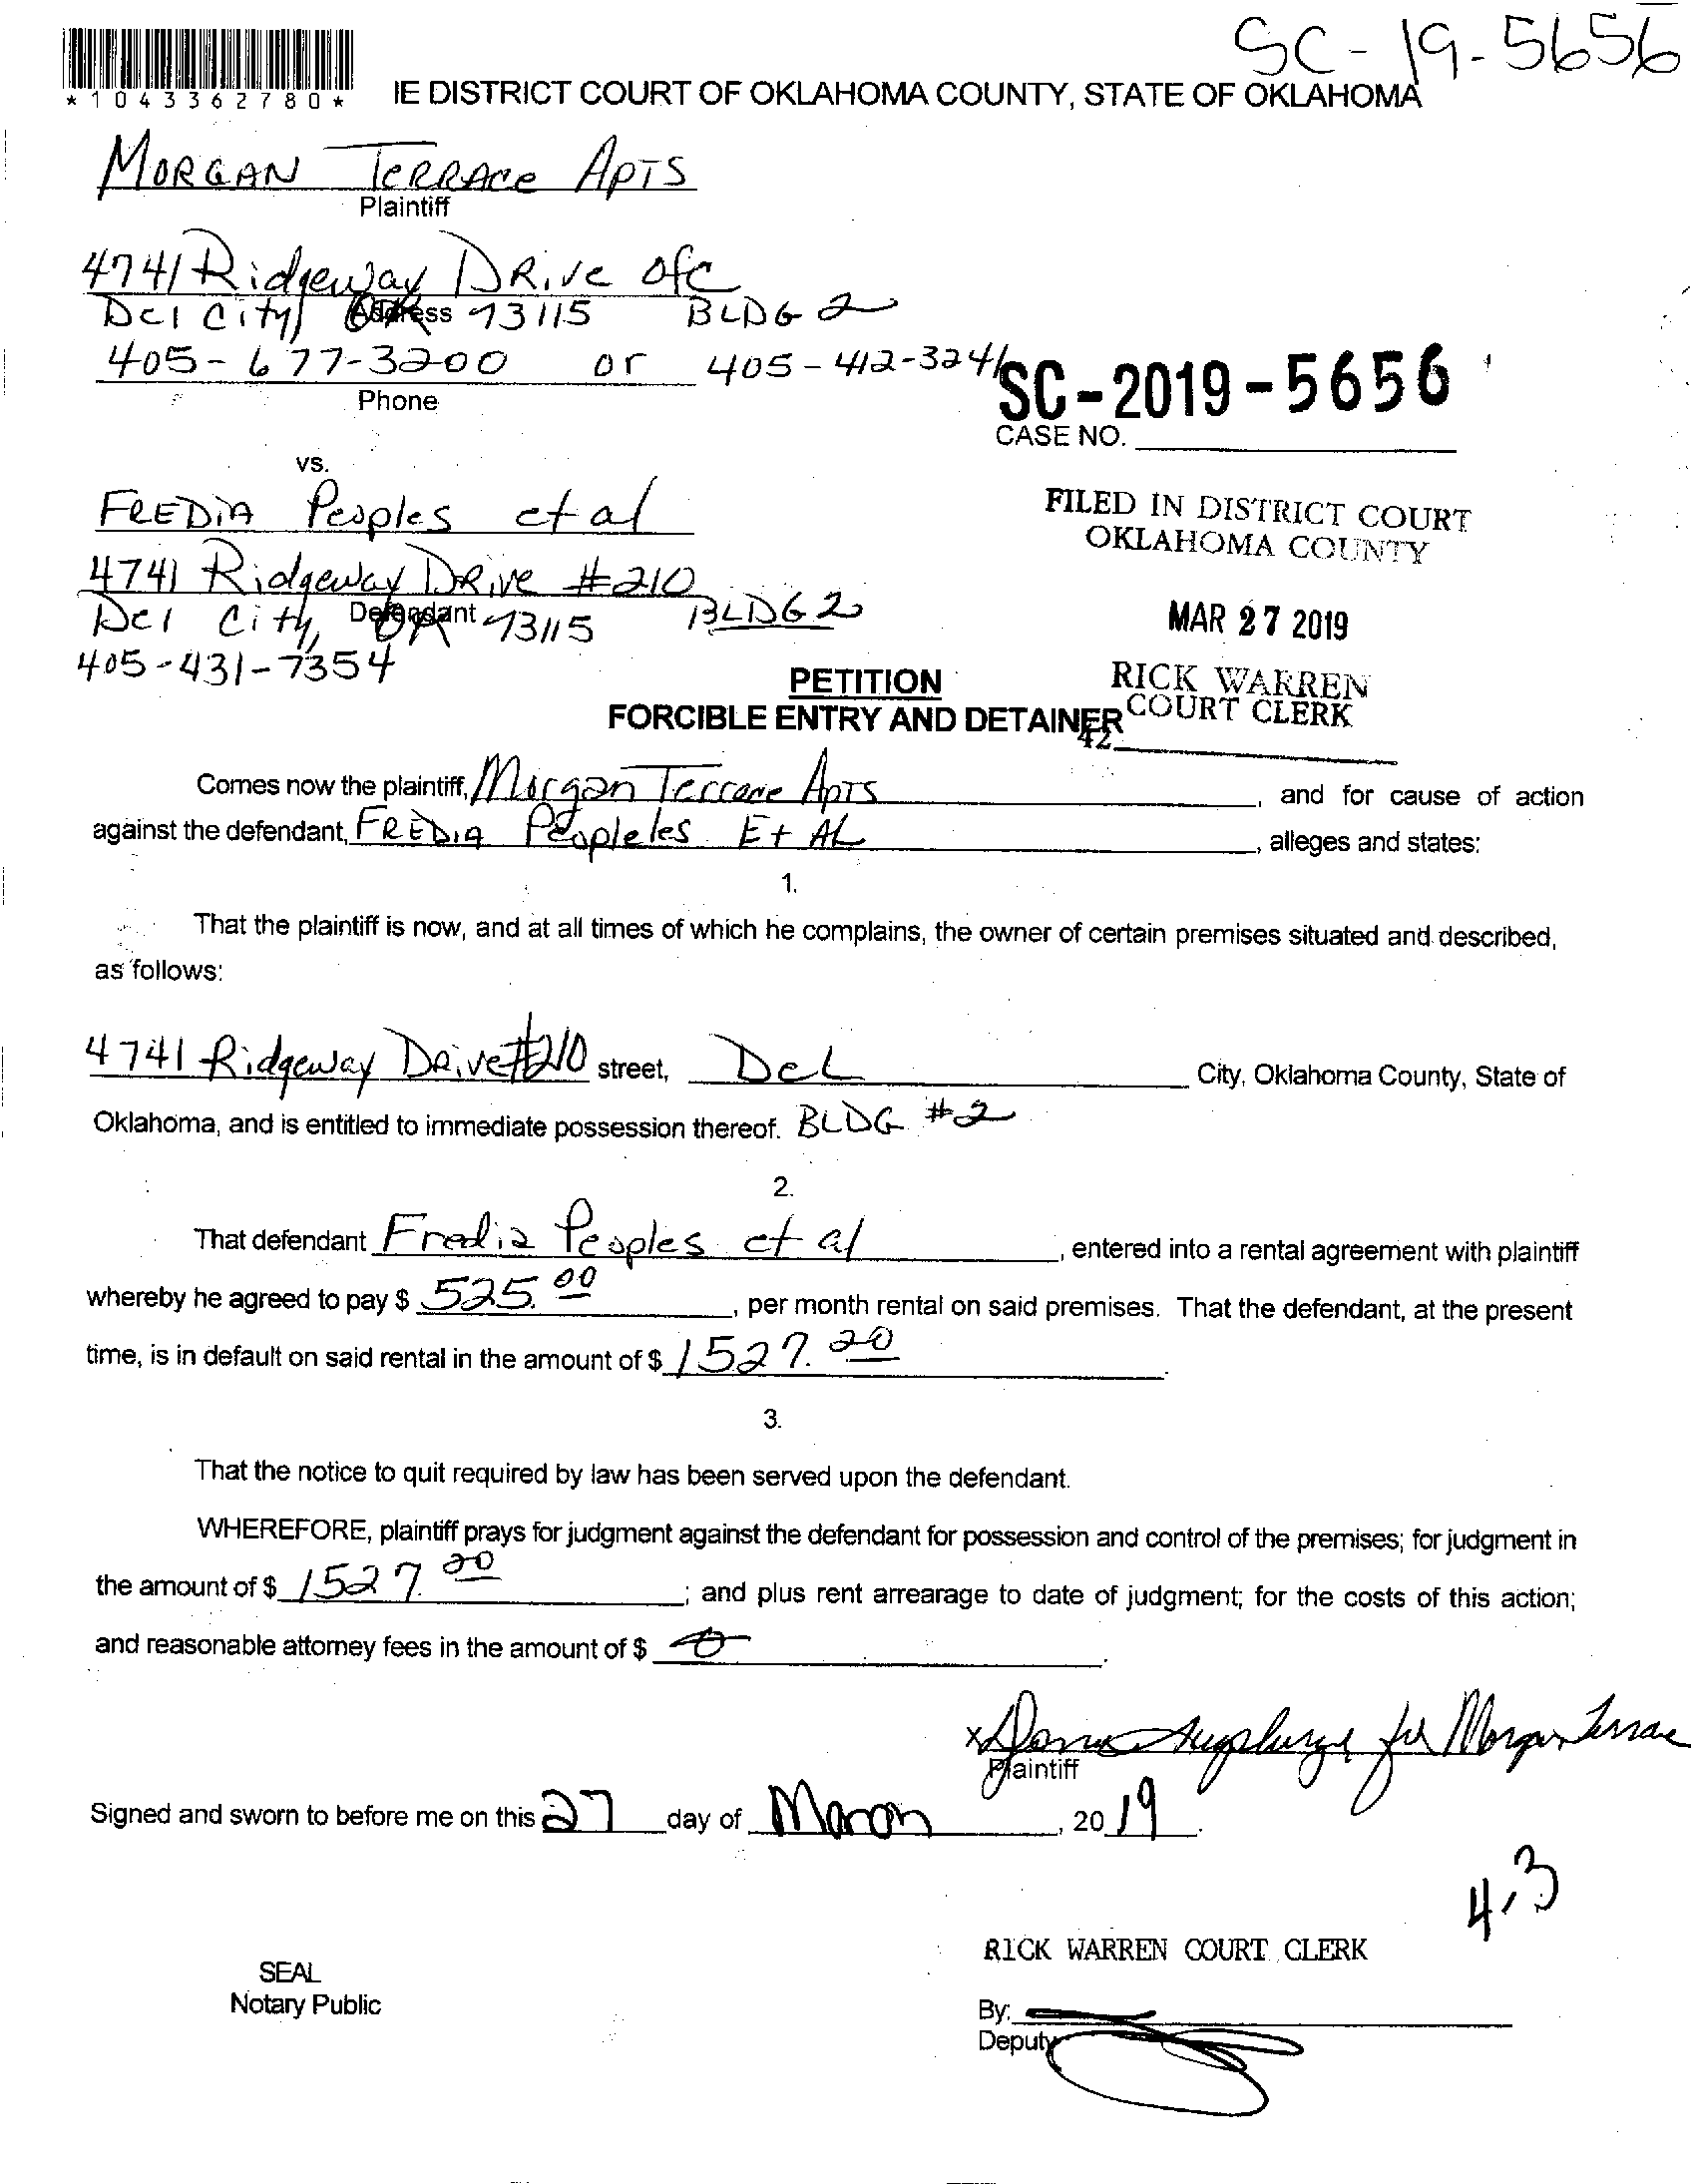 SC-19-5656
*1043362780*
IE DISTRICT COURT OF OKLAHOMA COUNTY, STATE OF OKLAHOMA
MORGAN TERRACE APTS
Plaintiff
4741 Ridgeway DRive ofc
Del City, OK 73115 BLDG 2
Address
405-677-3200 or 405-412-3241
Phone
SC-2019-5656
CASE NO.
vs.
FREDiA Peoples et al
4741 Ridgeway DRive #210
Defendant
Del City, OK 73115 BLDG 2
405-431-7354
FILED IN DISTRICT COURT
OKLAHOMA COUNTY
MAR 27 2019
RICK WARREN
COURT CLERK
42
PETITION
FORCIBLE ENTRY AND DETAINER
Comes now the plaintiff, Morgan Terrace Apts, and for cause of action
against the defendant, FREDiA Peopleles Et AL, alleges and states:
1.
That the plaintiff is now, and at all times of which he complains, the owner of certain premises situated and described,
as follows:
4741 Ridgeway DRive #210 street, Del City, Oklahoma County, State of
Oklahoma, and is entitled to immediate possession thereof. BLDG #2
2.
That defendant Fredia Peoples et al, entered into a rental agreement with plaintiff
whereby he agreed to pay $ 525.00, per month rental on said premises. That the defendant, at the present
time, is in default on said rental in the amount of $ 1527.20.
3.
That the notice to quit required by law has been served upon the defendant.
WHEREFORE, plaintiff prays for judgment against the defendant for possession and control of the premises; for judgment in
the amount of $ 1527.20; and plus rent arrearage to date of judgment; for the costs of this action;
and reasonable attorney fees in the amount of $ 0.
x for Morgan Terrace
Plaintiff
Signed and sworn to before me on this 27 day of March, 2019.
4.3
RICK WARREN COURT CLERK
SEAL
Notary Public
By:
Deputy